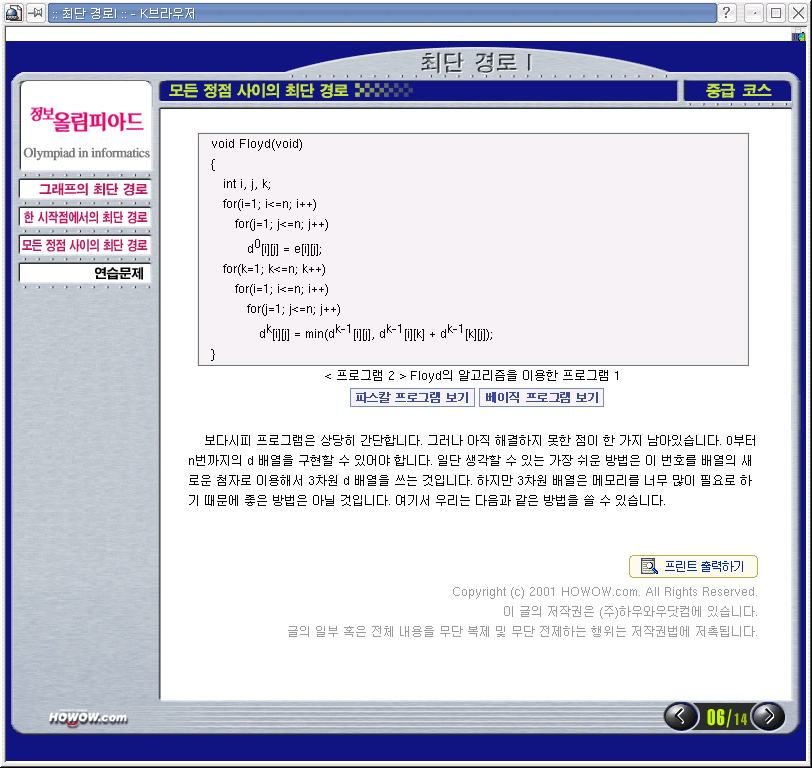 :: 최단 경로I :: - K브라우저
최단 경로 I
모든 정점 사이의 최단 경로
중급 코스
정보올림피아드
Olympiad in informatics
그래프의 최단 경로
한 시작점에서의 최단 경로
모든 정점 사이의 최단 경로
연습문제
void Floyd(void)
{
int i, j, k;
for(i=1; i<=n; i++)
for(j=1; j<=n; j++)
d⁰[i][j] = e[i][j];
for(k=1; k<=n; k++)
for(i=1; i<=n; i++)
for(j=1; j<=n; j++)
dᵏ[i][j] = min(dᵏ⁻¹[i][j], dᵏ⁻¹[i][k] + dᵏ⁻¹[k][j]);
}
< 프로그램 2 > Floyd의 알고리즘을 이용한 프로그램 1
파스칼 프로그램 보기 베이직 프로그램 보기
보다시피 프로그램은 상당히 간단합니다. 그러나 아직 해결하지 못한 점이 한 가지 남아있습니다. 0부터
n번까지의 d 배열을 구현할 수 있어야 합니다. 일단 생각할 수 있는 가장 쉬운 방법은 이 번호를 배열의 새
로운 첨자로 이용해서 3차원 d 배열을 쓰는 것입니다. 하지만 3차원 배열은 메모리를 너무 많이 필요로 하
기 때문에 좋은 방법은 아닐 것입니다. 여기서 우리는 다음과 같은 방법을 쓸 수 있습니다.
프린트 출력하기
Copyright (c) 2001 HOWOW.com. All Rights Reserved.
이 글의 저작권은 (주)하우와우닷컴에 있습니다.
글의 일부 혹은 전체 내용을 무단 복제 및 무단 전제하는 행위는 저작권법에 저촉됩니다.
HOWOW.com
06/14